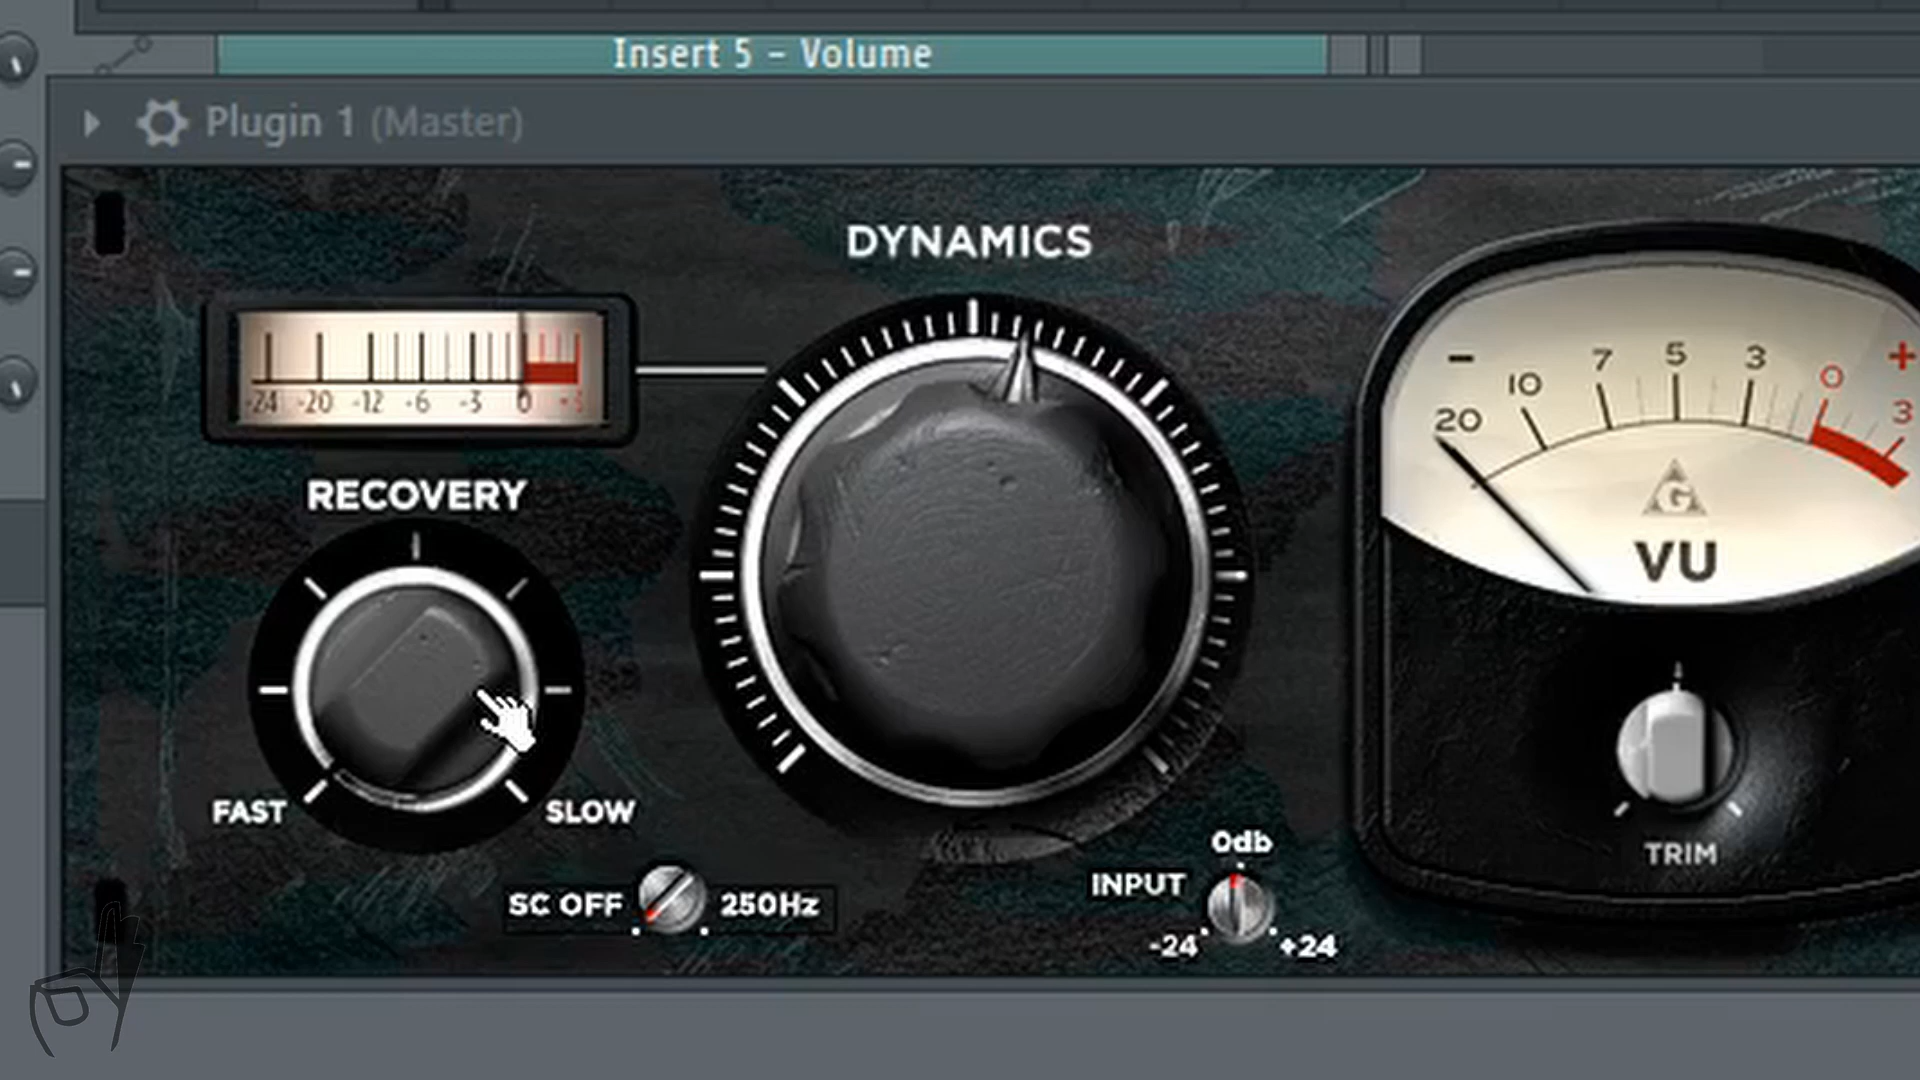 Insert 5 – Volume
Plugin 1 (Master)
DYNAMICS
-24 -20 -12 -6 -3 0
RECOVERY
FAST
SLOW
SC OFF
250Hz
INPUT
0db
-24
+24
- 20 10 7 5 3 0 3 +
G
VU
TRIM